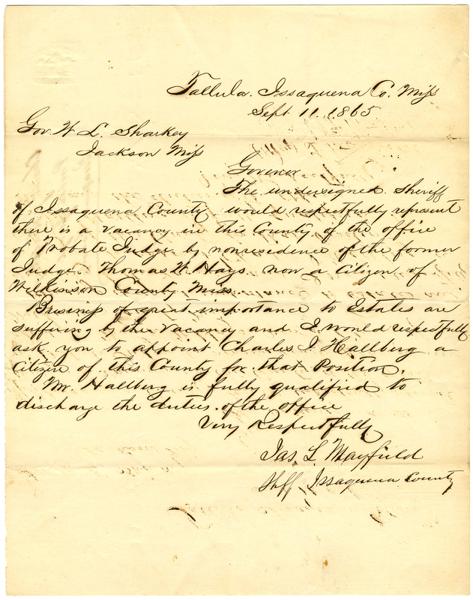 Tallula. Issaquena Co. Miss
Sept 11. 1865
Gov W L. Sharkey
Jackson Miss
Govenor
The undersigned Sheriff
of Issaquena County would respectfully represent
there is a vacancy in this County of the office
of Probate Judge by nonresidence of the former
Judge. Thomas W. Hays now a Citizen of
Wilkinson County Miss.
Business of great importance to Estates are
suffering by the Vacancy and I would respectfully
ask you to appoint Charles I Hallberg a
Citizen of this County for that Position.
Mr. Hallberg is fully qualified to
discharge the duties of the office
Very Respectfully
Jas. L. Mayfield
Shff Issaquena County